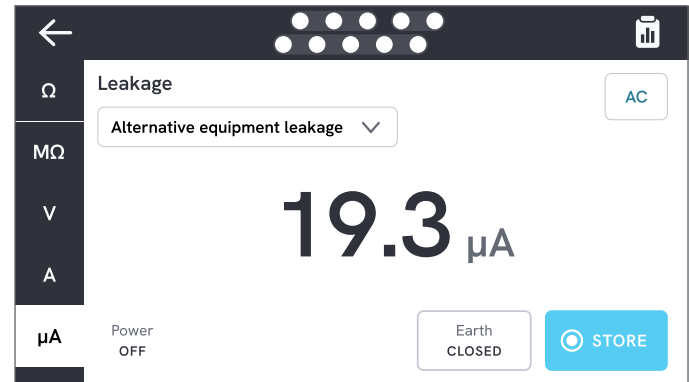 Ω
MΩ
V
A
µA
Leakage
AC
Alternative equipment leakage
19.3 µA
Power
OFF
Earth
CLOSED
STORE